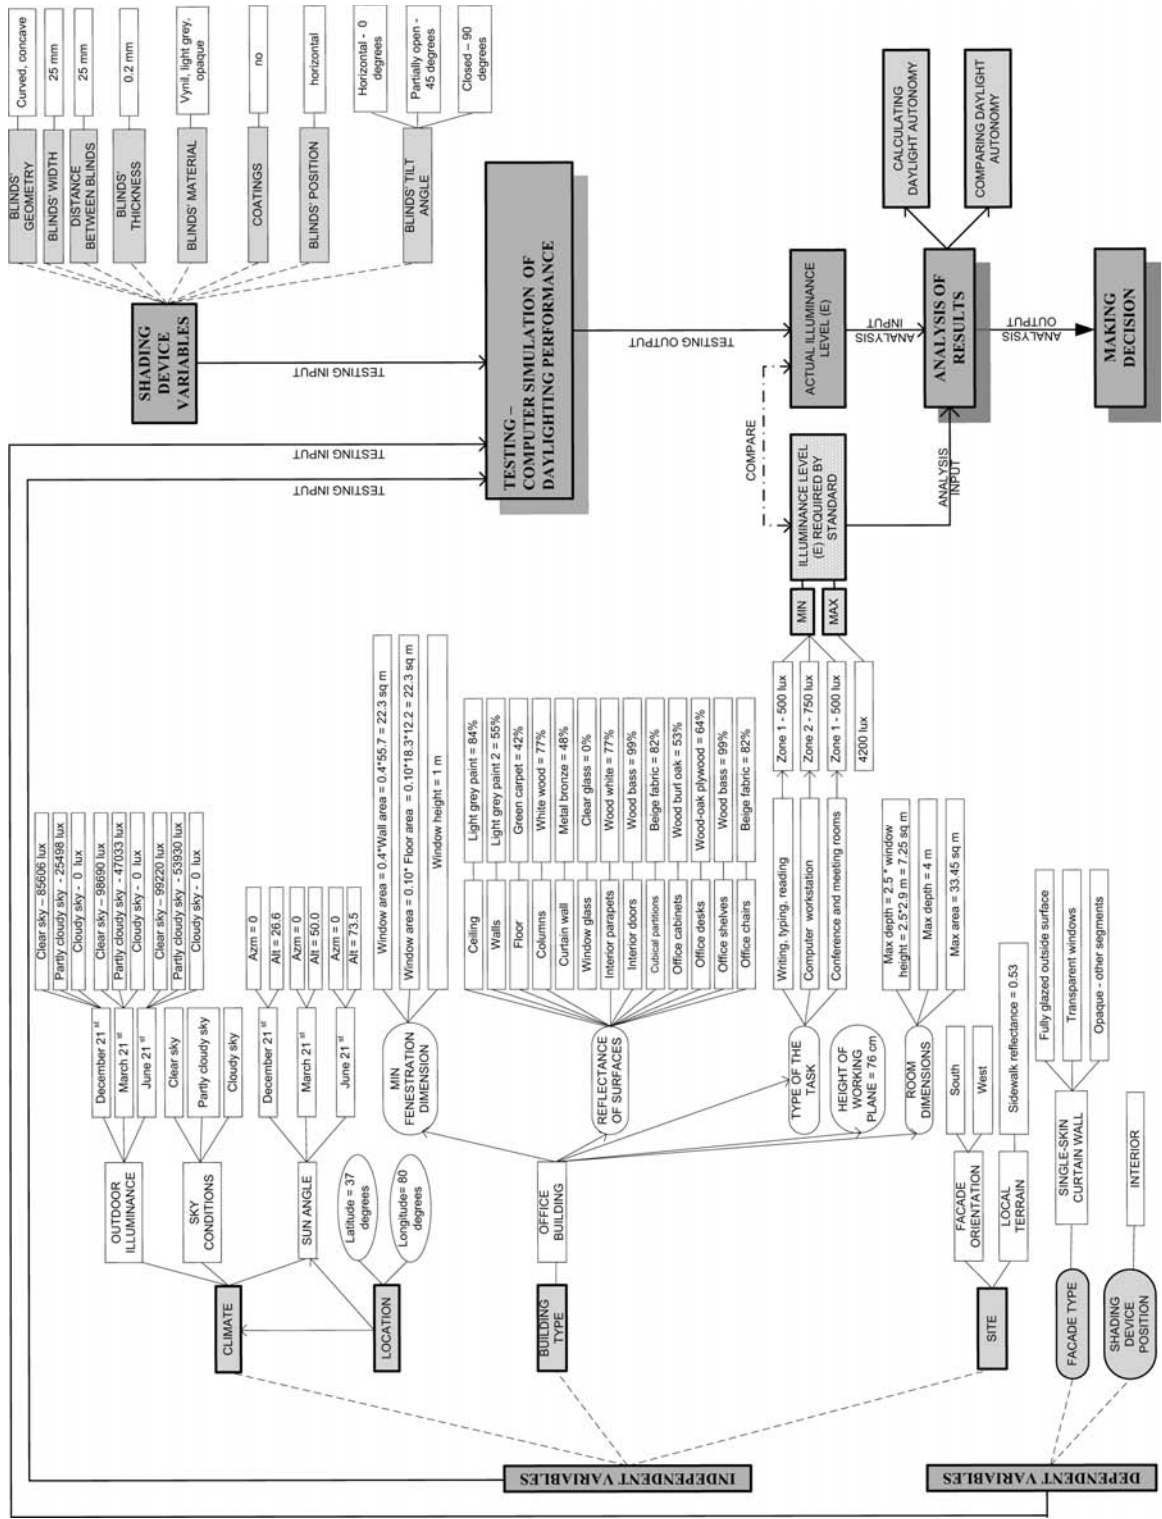 INDEPENDENT VARIABLES
DEPENDENT VARIABLES
CLIMATE
LOCATION
BUILDING
TYPE
SITE
FACADE TYPE
SHADING
DEVICE
POSITION
OUTDOOR
ILLUMINANCE
SKY
CONDITIONS
SUN ANGLE
Latitude = 37
degrees
Longitude= 80
degrees
OFFICE
BUILDING
FACADE
ORIENTATION
LOCAL
TERRAIN
SINGLE-SKIN
CURTAIN WALL
INTERIOR
December 21 st
March 21 st
June 21 st
Clear sky
Partly cloudy sky
Cloudy sky
December 21 st
March 21 st
June 21 st
MIN
FENESTRATION
DIMENSION
REFLECTANCE
OF SURFACES
TYPE OF THE
TASK
HEIGHT OF
WORKING
PLANE = 76 cm
ROOM
DIMENSIONS
South
West
Sidewalk reflectance = 0.53
Fully glazed outside surface
Transparent windows
Opaque - other segments
Clear sky – 85606 lux
Partly cloudy sky - 25498 lux
Cloudy sky - 0 lux
Clear sky – 98690 lux
Partly cloudy sky - 47033 lux
Cloudy sky - 0 lux
Clear sky – 99220 lux
Partly cloudy sky - 53930 lux
Cloudy sky - 0 lux
Azm = 0
Alt = 26.6
Azm = 0
Alt = 50.0
Azm = 0
Alt = 73.5
Window area = 0.4*Wall area = 0.4*55.7 = 22.3 sq m
Window area = 0.10* Floor area = 0.10*18.3*12.2 = 22.3 sq m
Window height = 1 m
Ceiling
Light grey paint = 84%
Walls
Light grey paint 2 = 55%
Floor
Green carpet = 42%
Columns
White wood = 77%
Curtain wall
Metal bronze = 48%
Window glass
Clear glass = 0%
Interior parapets
Wood white = 77%
Interior doors
Wood bass = 99%
Cubical partitions
Beige fabric = 82%
Office cabinets
Wood burl oak = 53%
Office desks
Wood-oak plywood = 64%
Office shelves
Wood bass = 99%
Office chairs
Beige fabric = 82%
Writing, typing, reading
Zone 1 - 500 lux
Computer workstation
Zone 2 - 750 lux
Conference and meeting rooms
Zone 1 - 500 lux
4200 lux
Max depth = 2.5 * window
height = 2.5*2.9 m = 7.25 sq m
Max depth = 4 m
Max area = 33.45 sq m
MIN
MAX
ILLUMINANCE LEVEL
(E) REQUIRED BY
STANDARD
COMPARE
ANALYSIS
INPUT
SHADING
DEVICE
VARIABLES
TESTING INPUT
TESTING INPUT
TESTING INPUT
BLINDS'
GEOMETRY
Curved, concave
BLINDS' WIDTH
25 mm
DISTANCE
BETWEEN BLINDS
25 mm
BLINDS'
THICKNESS
0.2 mm
BLINDS' MATERIAL
Vynil, light grey,
opaque
COATINGS
no
BLINDS' POSITION
horizontal
BLINDS' TILT
ANGLE
Horizontal - 0
degrees
Partially open -
45 degrees
Closed – 90
degrees
TESTING –
COMPUTER SIMULATION OF
DAYLIGHTING PERFORMANCE
TESTING OUTPUT
ACTUAL ILLUMINANCE
LEVEL (E)
ANALYSIS
INPUT
ANALYSIS OF
RESULTS
CALCULATING
DAYLIGHT AUTONOMY
COMPARING DAYLIGHT
AUTONOMY
ANALYSIS
OUTPUT
MAKING
DECISION